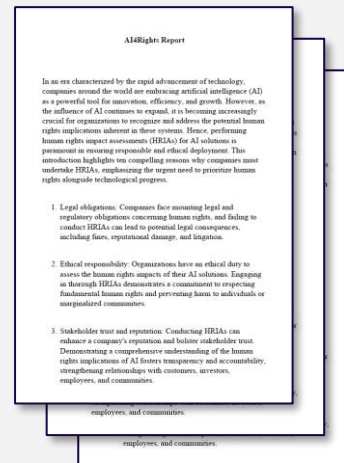 AI4Rights Report
In an era characterized by the rapid advancement of technology,
companies around the world are embracing artificial intelligence (AI)
as a powerful tool for innovation, efficiency, and growth. However, as
the influence of AI continues to expand, it is becoming increasingly
crucial for organizations to recognize and address the potential human
rights implications inherent in these systems. Hence, performing
human rights impact assessments (HRIAs) for AI solutions is
paramount in ensuring responsible and ethical deployment. This
introduction highlights ten compelling reasons why companies must
undertake HRIAs, emphasizing the urgent need to prioritize human
rights alongside technological progress.
1. Legal obligations: Companies face mounting legal and
regulatory obligations concerning human rights, and failing to
conduct HRIAs can lead to potential legal consequences,
including fines, reputational damage, and litigation.
2. Ethical responsibility: Organizations have an ethical duty to
assess the human rights impacts of their AI solutions. Engaging
in thorough HRIAs demonstrates a commitment to respecting
fundamental human rights and preventing harm to individuals or
marginalized communities.
3. Stakeholder trust and reputation: Conducting HRIAs can
enhance a company's reputation and bolster stakeholder trust.
Demonstrating a comprehensive understanding of the human
rights implications of AI fosters transparency and accountability,
strengthening relationships with customers, investors,
employees, and communities.
employees, and communities.
employees, and communities.